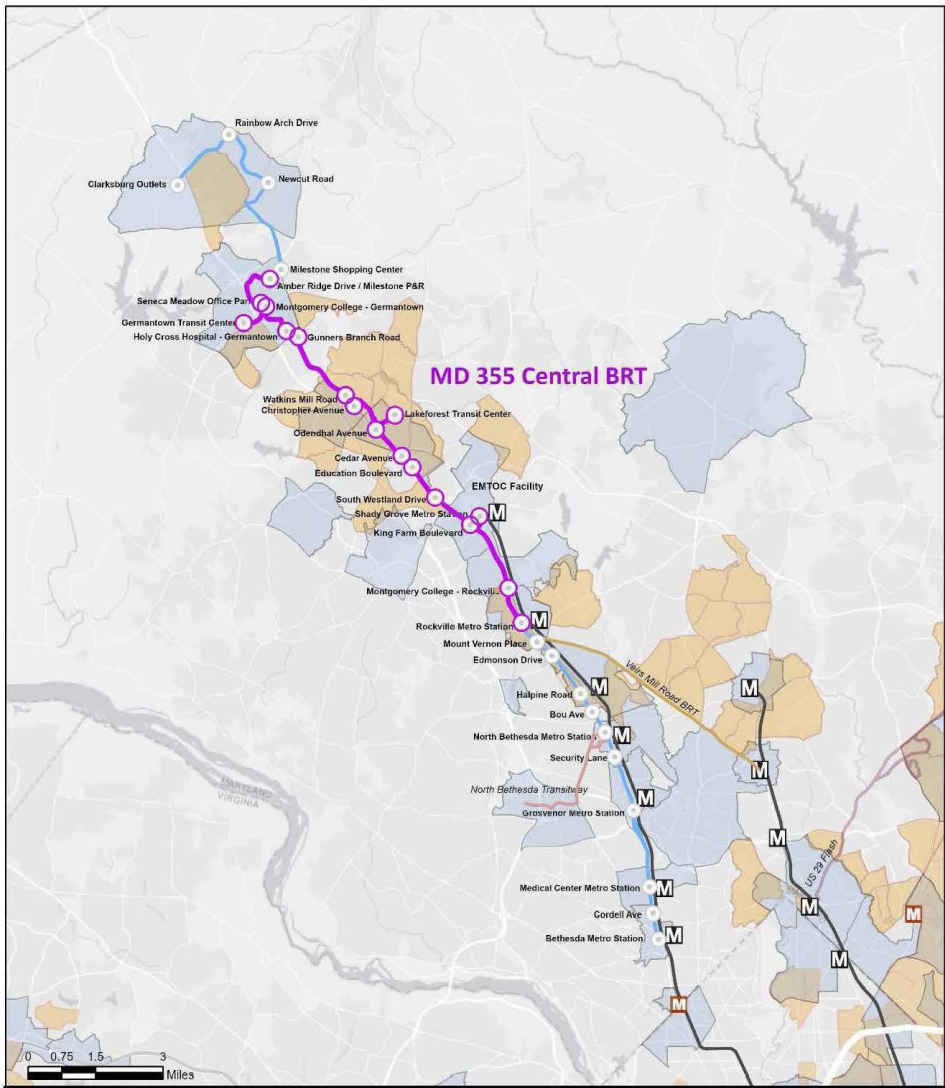 Rainbow Arch Drive
Clarksburg Outlets
Newcut Road
Milestone Shopping Center
Amber Ridge Drive / Milestone P&R
Seneca Meadow Office Par
Montgomery College - Germantown
Germantown Transit Center
Holy Cross Hospital - Germantown
Gunners Branch Road
MD 355 Central BRT
Watkins Mill Road
Christopher Avenue
Lakeforest Transit Center
Odendhal Avenue
Cedar Avenue
Education Boulevard
EMTOC Facility
South Westland Drive
Shady Grove Metro Station
M
King Farm Boulevard
Montgomery College - Rockville
Rockville Metro Station
M
Mount Vernon Place
Edmonson Drive
Veirs Mill Road BRT
Halpine Road
M
M
Bou Ave
North Bethesda Metro Station
M
Security Lane
M
North Bethesda Transitway
MARYLAND
VIRGINIA
M
Grosvenor Metro Station
M
US 29 Flash
Medical Center Metro Station
M
Gordell Ave
M
M
Bethesda Metro Station
M
M
M
0 0.75 1.5 3
Miles